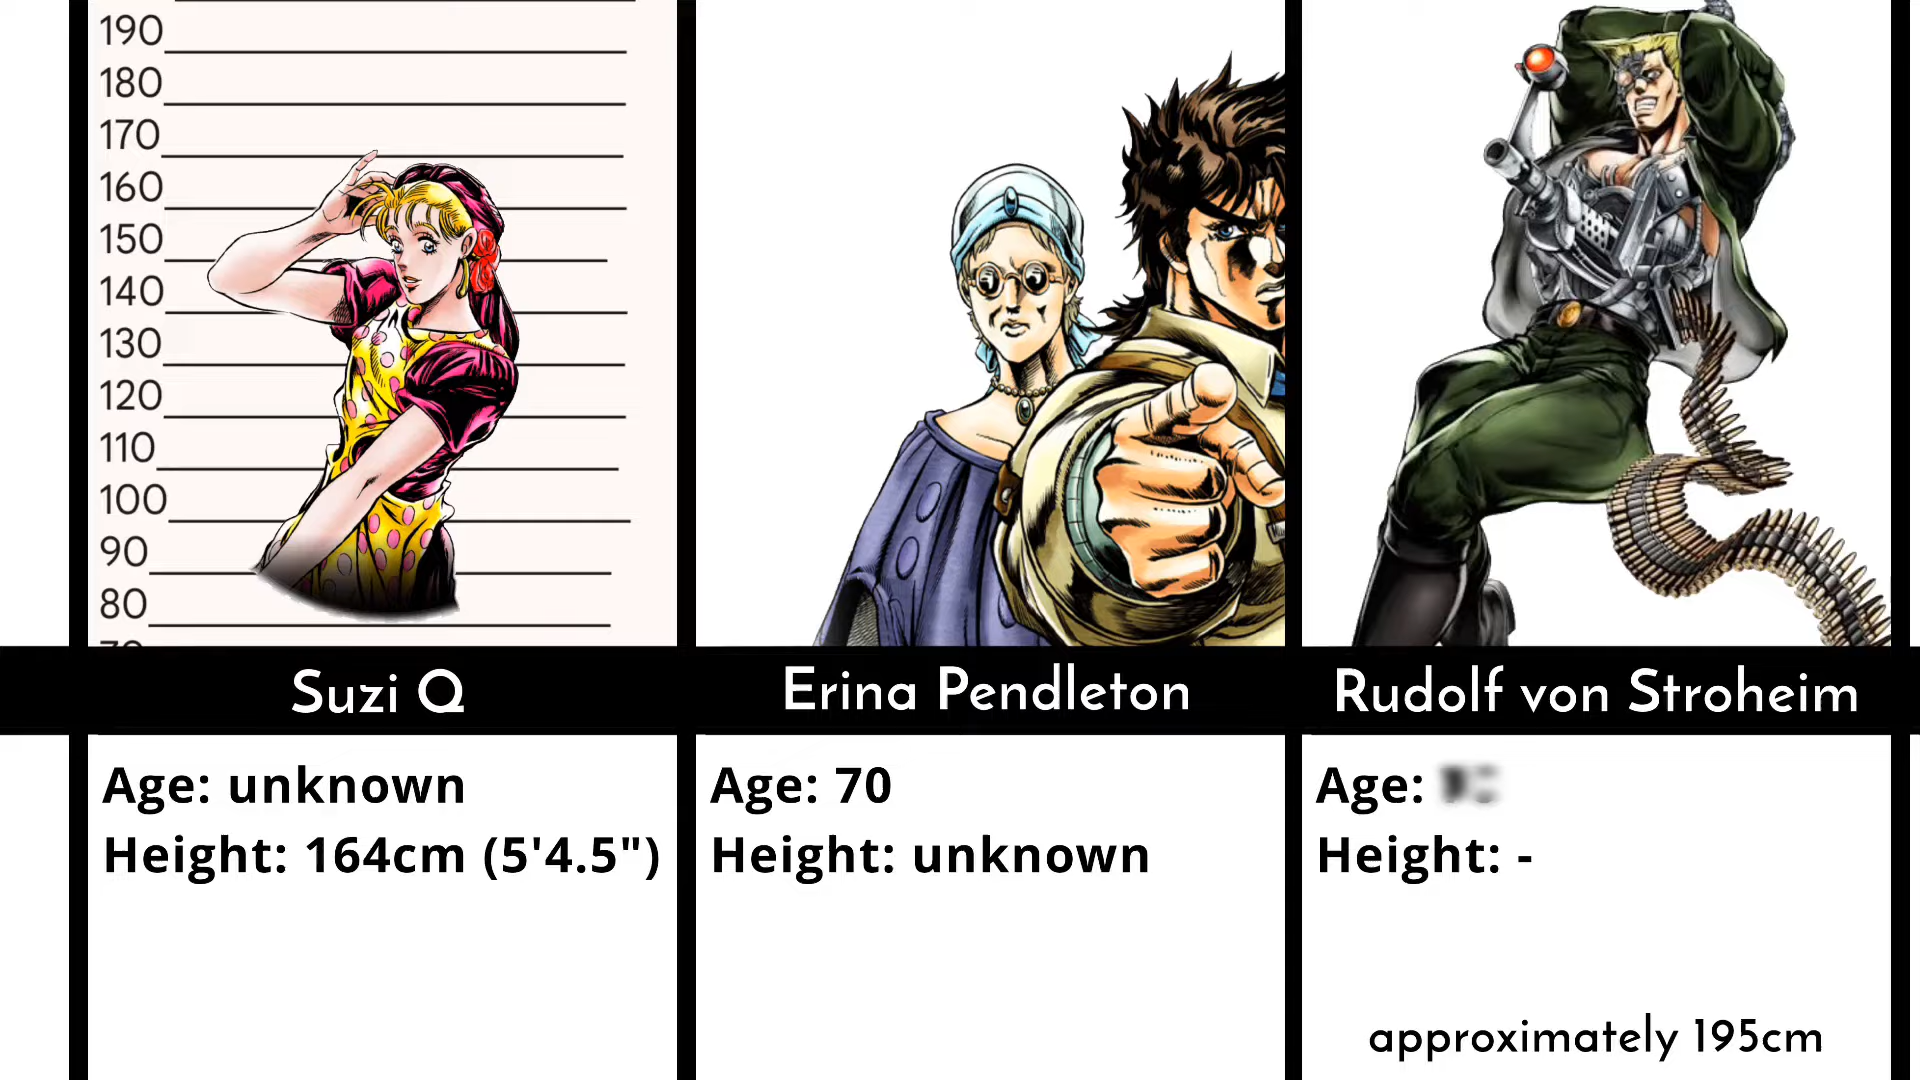 190
180
170
160
150
140
130
120
110
100
90
80
Suzi Q
Age: unknown
Height: 164cm (5'4.5")
Erina Pendleton
Age: 70
Height: unknown
Rudolf von Stroheim
Age:
Height: -
approximately 195cm